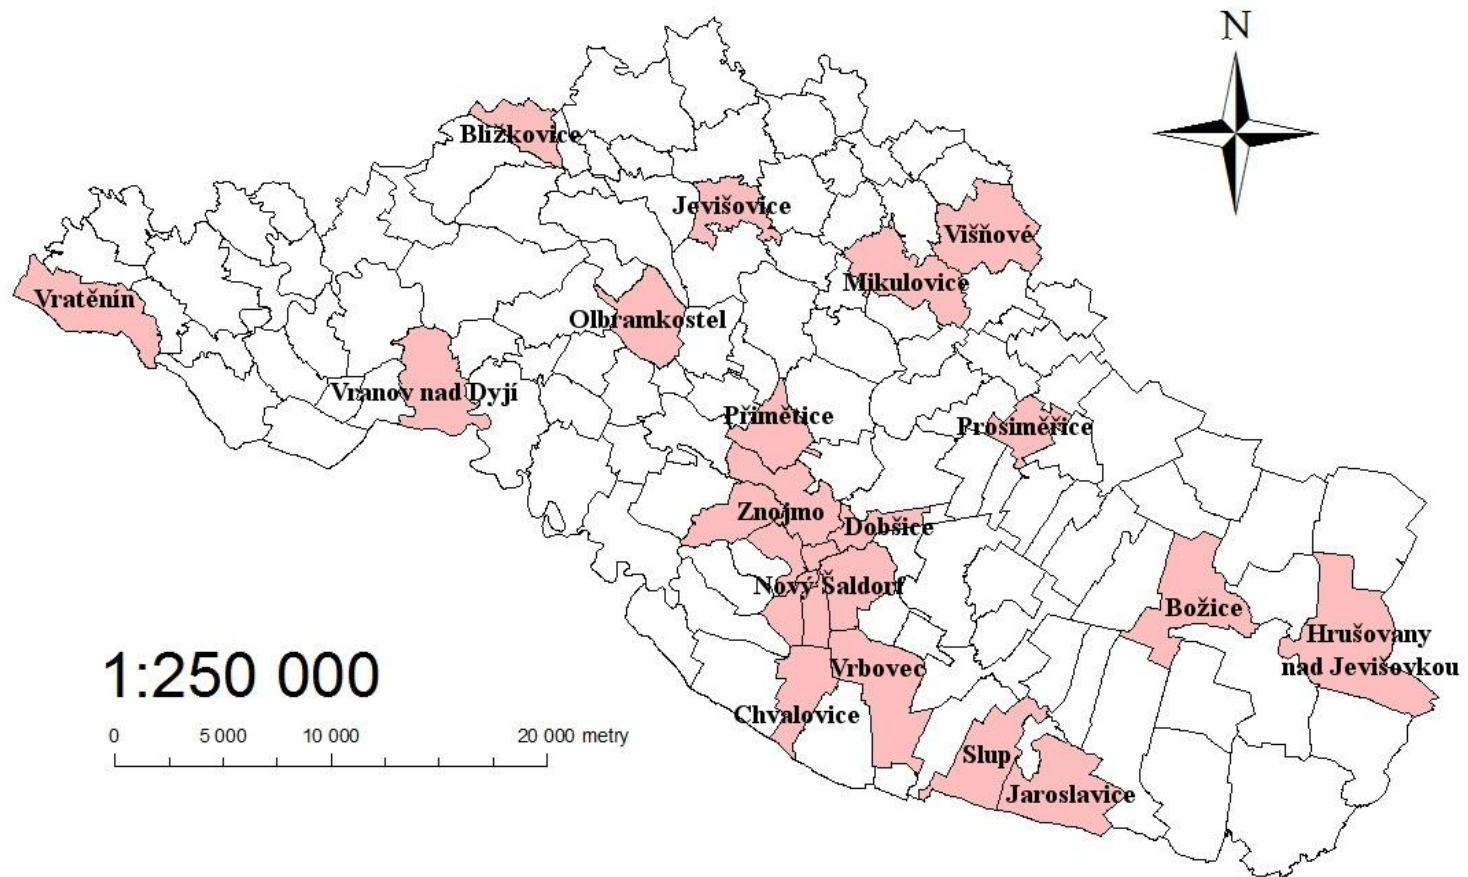 N
Blížkovice
Jevišovice
Višňové
Mikulovice
Vratěnín
Olbramkostel
Vranov nad Dyjí
Přímětice
Prosiměřice
Znojmo
Dobšice
Nový Šaldorf
Božice
Hrušovany
nad Jevišovkou
Vrbovec
Chvalovice
Slup
Jaroslavice
1:250 000
0 5 000 10 000 20 000 metry